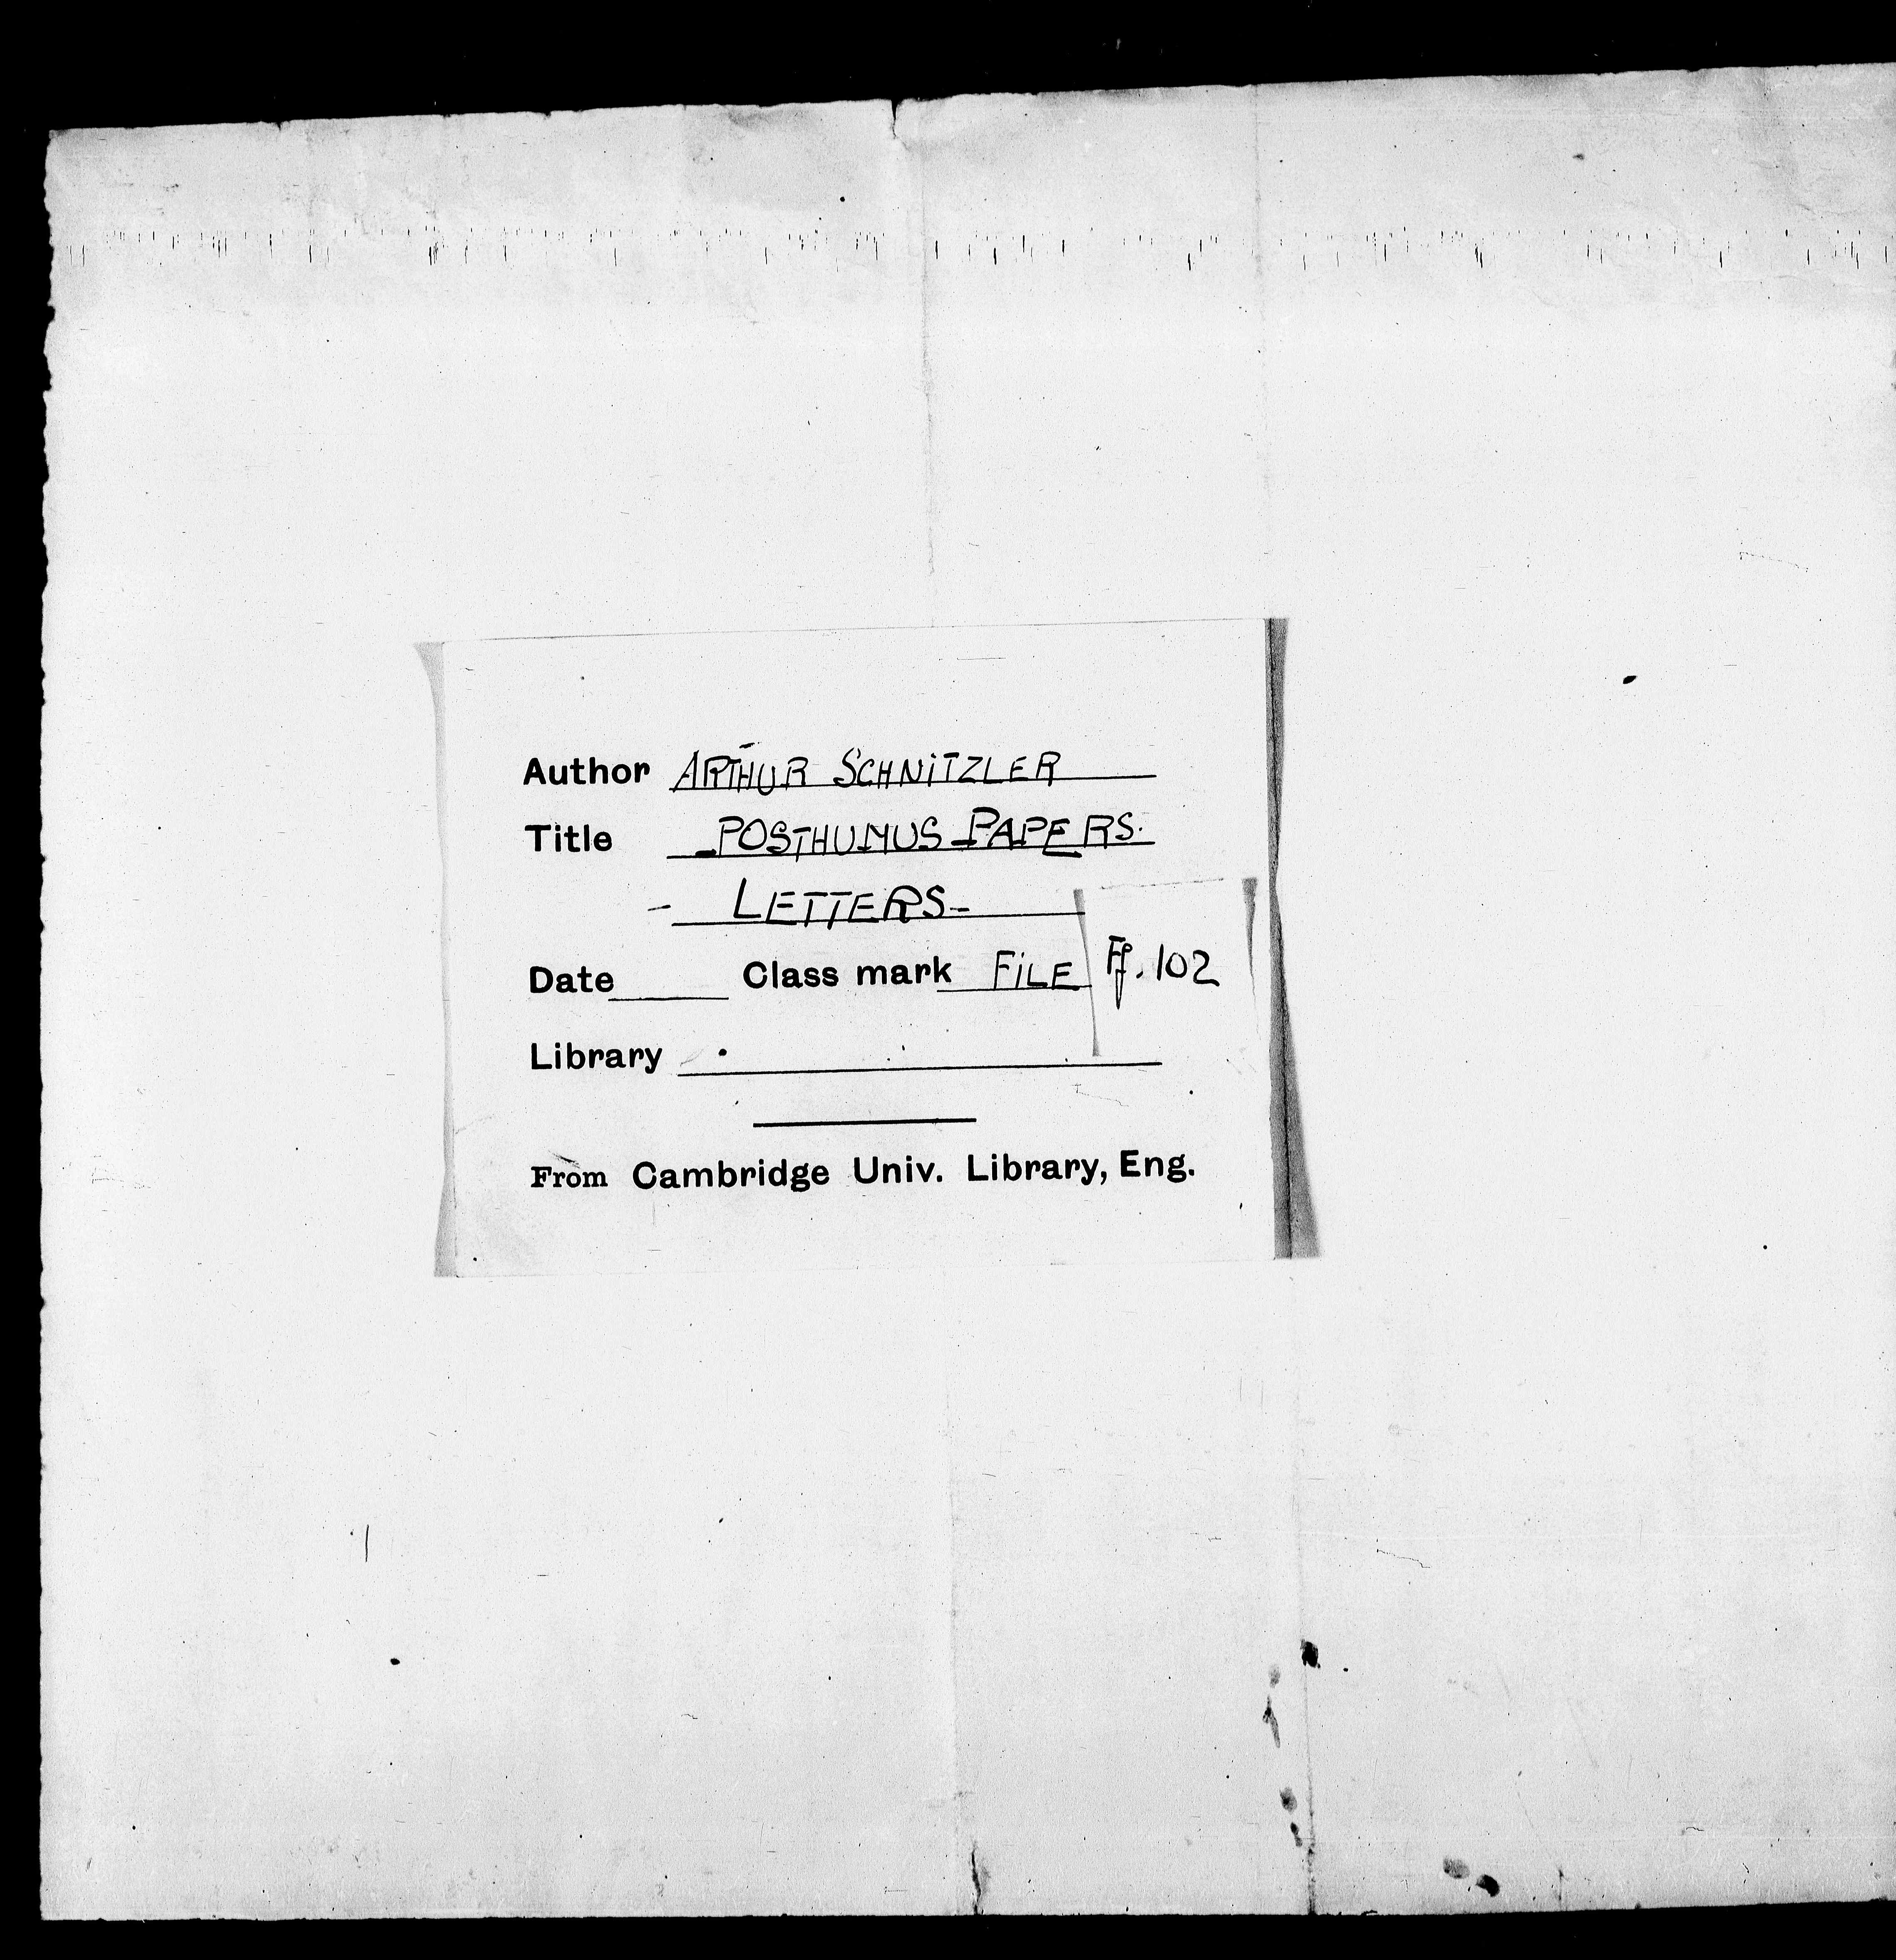 Author ARTHUR SCHNITZLER
Title POSTHUMUS PAPERS.
- LETTERS -
Date Class mark FILE Ff. 102
Library
From Cambridge Univ. Library, Eng.